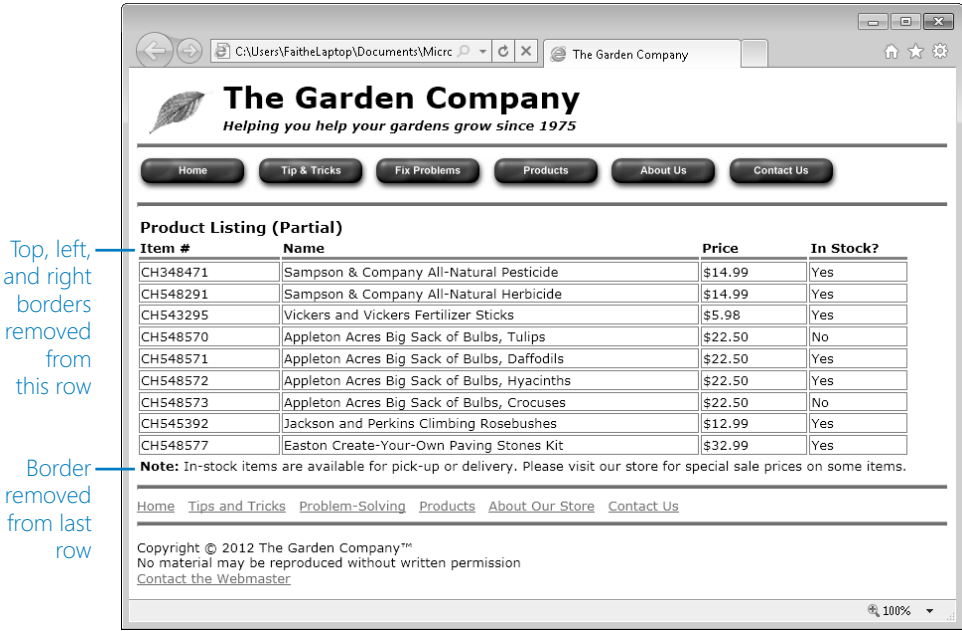 C:\Users\FaitheLaptop\Documents\Micrc
The Garden Company
The Garden Company
Helping you help your gardens grow since 1975
Home Tip & Tricks Fix Problems Products About Us Contact Us
Product Listing (Partial)
Item # Name Price In Stock?
CH348471 Sampson & Company All-Natural Pesticide $14.99 Yes
CH548291 Sampson & Company All-Natural Herbicide $14.99 Yes
CH543295 Vickers and Vickers Fertilizer Sticks $5.98 Yes
CH548570 Appleton Acres Big Sack of Bulbs, Tulips $22.50 No
CH548571 Appleton Acres Big Sack of Bulbs, Daffodils $22.50 Yes
CH548572 Appleton Acres Big Sack of Bulbs, Hyacinths $22.50 Yes
CH548573 Appleton Acres Big Sack of Bulbs, Crocuses $22.50 No
CH545392 Jackson and Perkins Climbing Rosebushes $12.99 Yes
CH548577 Easton Create-Your-Own Paving Stones Kit $32.99 Yes
Note: In-stock items are available for pick-up or delivery. Please visit our store for special sale prices on some items.
Home Tips and Tricks Problem-Solving Products About Our Store Contact Us
Copyright © 2012 The Garden Company™
No material may be reproduced without written permission
Contact the Webmaster
100%
Top, left,
and right
borders
removed
from
this row
Border
removed
from last
row